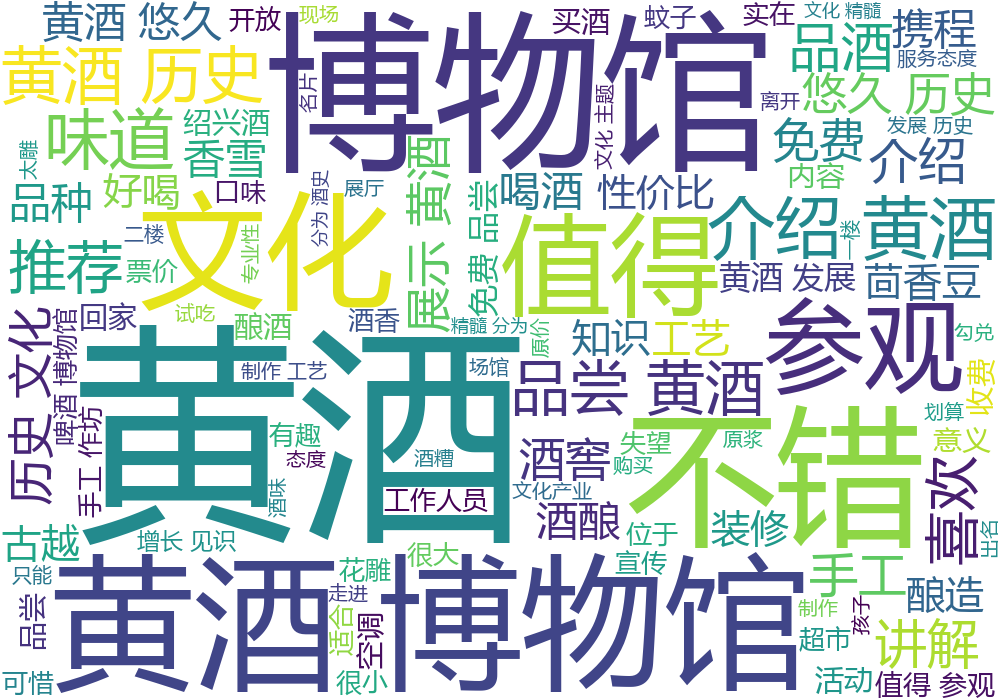 黄酒 悠久
开放
现场
博物馆
买酒
蚊子
实在
文化 精髓
携程
品酒
服务态度
黄酒 历史
名片
文化 主题
离开
悠久 历史
味道
绍兴酒
香雪
太雕
免费
发展 历史
介绍
内容
品种
好喝
口味
分为 酒史
展厅
展示 黄酒
免费 品尝
喝酒
性价比
文化
值得
介绍
一楼
黄酒
推荐
二楼
票价
专业性
黄酒 发展
茴香豆
试吃
回家
酿酒
酒香
精髓 分为
原价
知识
工艺
参观
勾兑
历史 文化
啤酒 博物馆
黄酒
制作 工艺
场馆
品尝 黄酒
收费
手工 作坊
有趣
态度
酒糟
酒窖
失望
购买
不错
原浆
划算
意义
酒味
工作人员
文化产业
喜欢
古越
增长 见识
酒酿
位于
装修
出名
只能
黄酒 博物馆
花雕
很大
宣传
手工
品尝
走进
适合
空调
制作
孩子
酿造
超市
讲解
可惜
很小
活动
值得 参观